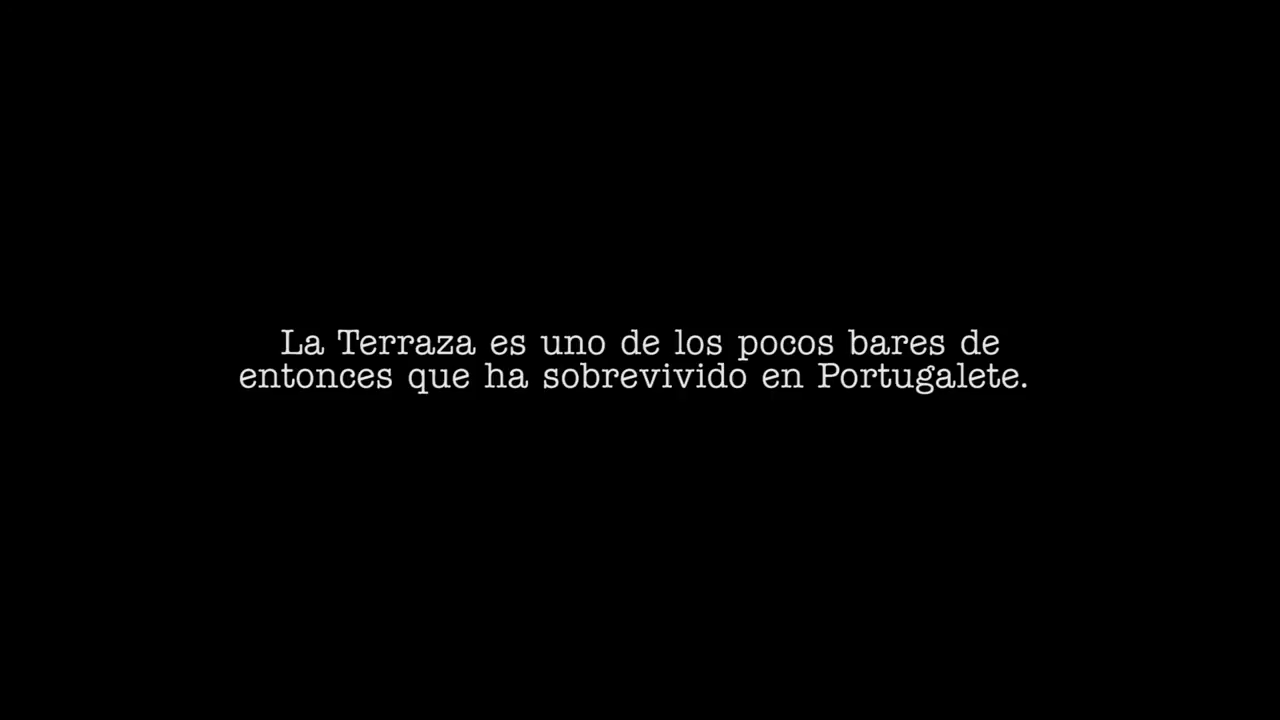 La Terraza es uno de los pocos bares de
entonces que ha sobrevivido en Portugalete.